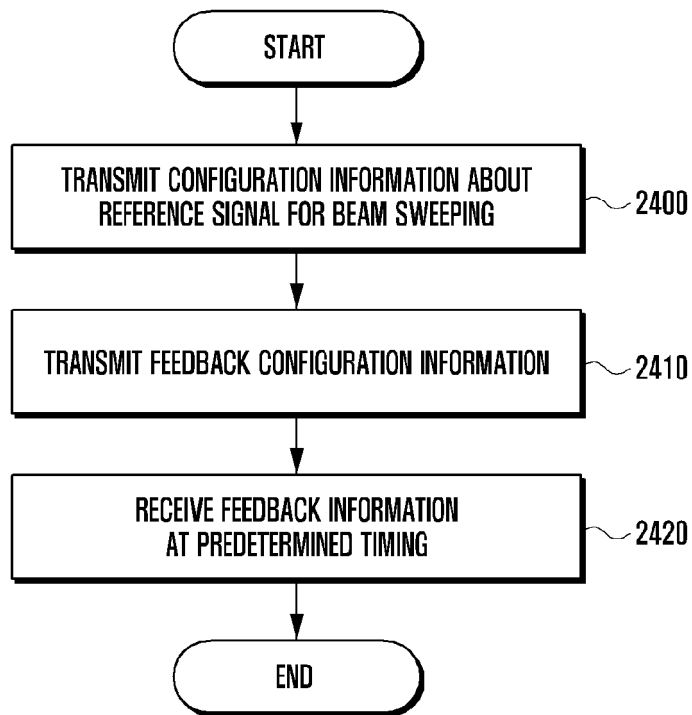 START
TRANSMIT CONFIGURATION INFORMATION ABOUT
REFERENCE SIGNAL FOR BEAM SWEEPING
2400
TRANSMIT FEEDBACK CONFIGURATION INFORMATION
2410
RECEIVE FEEDBACK INFORMATION
AT PREDETERMINED TIMING
2420
END